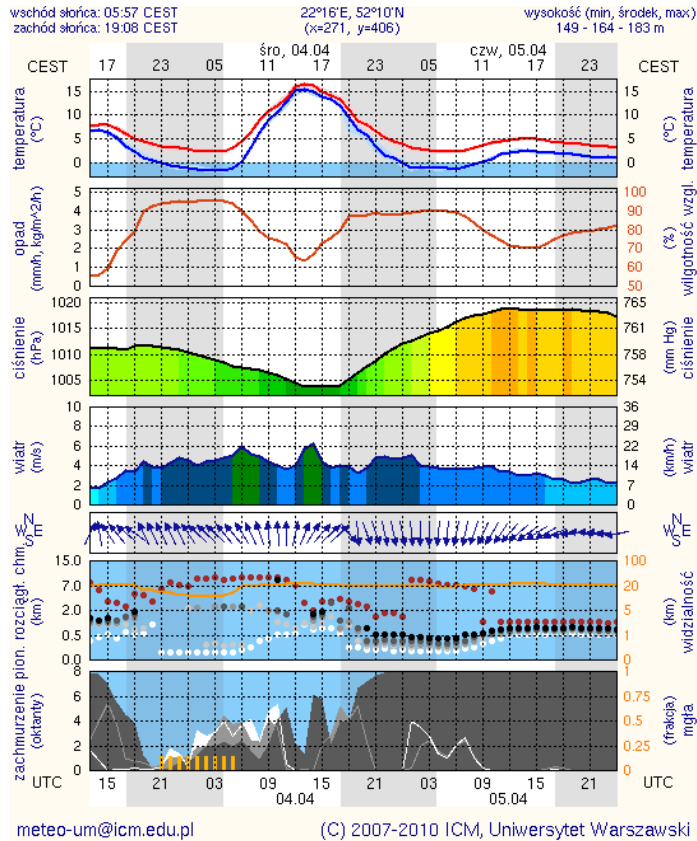 wschód słońca: 05:57 CEST 22°16'E, 52°10'N wysokość (min, środek, max)
zachód słońca: 19:08 CEST (x=271, y=406) 149 - 164 - 183 m
śro, 04.04 czw, 05.04
CEST 17 23 05 11 17 23 05 11 17 23 CEST
temperatura
(°C)
15
10
5
0
15
10
5
0
(°C)
temperatura
opad
(mm/h, kg/m^2/h)
5
4
3
2
1
0
100
90
80
70
60
50
(%)
wilgotność wzgl.
ciśnienie
(hPa)
1020
1015
1010
1005
765
761
758
754
(mm Hg)
ciśnienie
wiatr
(m/s)
10
8
6
4
2
0
36
29
22
14
7
0
(km/h)
wiatr
N
W E
S
N
W E
S
pion. rozciągł. chm.
(km)
15.0
7.0
2.0
0.5
0.0
100
20
5
1
0
(km)
widzialność
zachmurzenie
(oktanty)
8
6
4
2
0
1
0.75
0.5
0.25
0
(frakcja)
mgła
UTC 15 21 03 09 15 21 03 09 15 21 UTC
04.04 05.04
meteo-um@icm.edu.pl (C) 2007-2010 ICM, Uniwersytet Warszawski